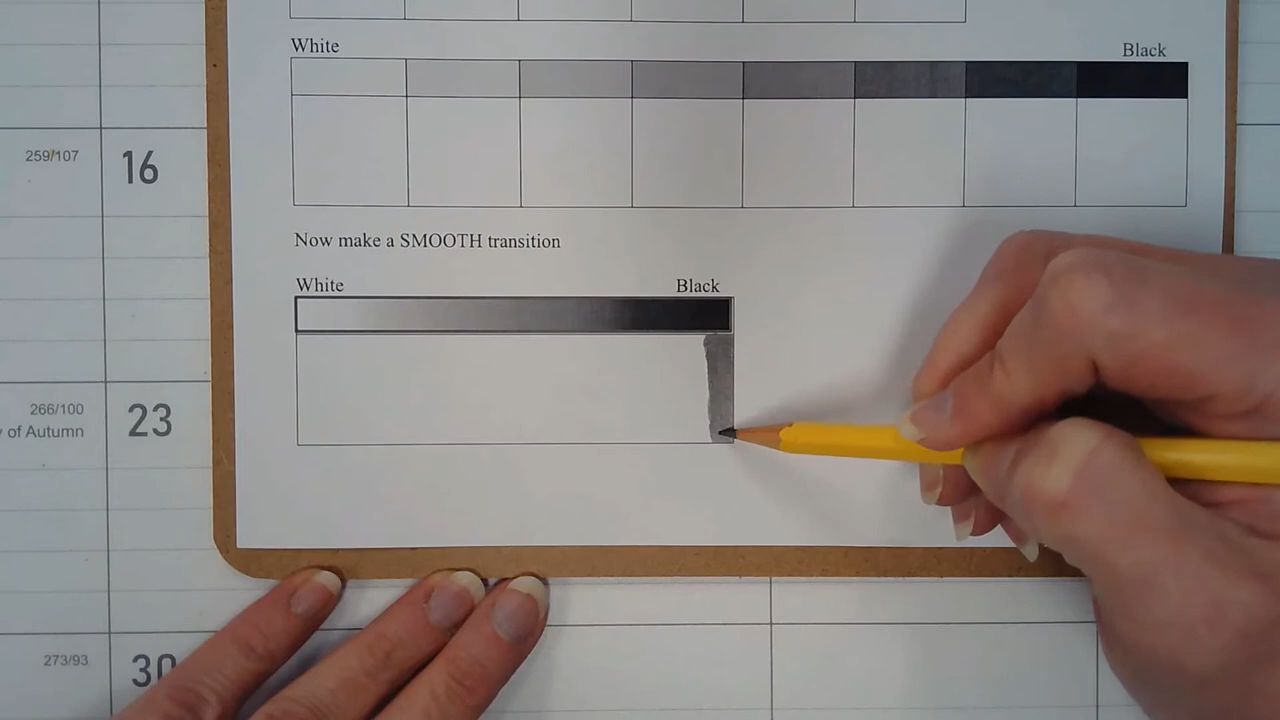 White Black
259/107 16
Now make a SMOOTH transition
White Black
266/100 23
y of Autumn
273/93 30